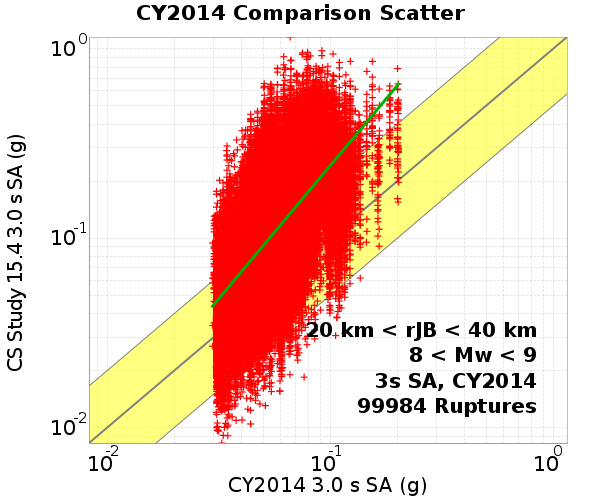 CY2014 Comparison Scatter
10^0
10^-1
10^-2
CS Study 15.4 3.0 s SA (g)
20 km < rJB < 40 km
8 < Mw < 9
3s SA, CY2014
99984 Ruptures
10^-2 10^-1 10^0
CY2014 3.0 s SA (g)